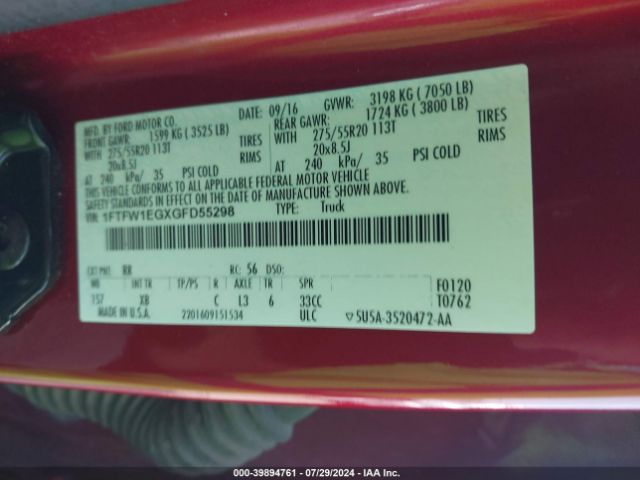 MFD. BY FORD MOTOR CO.
DATE: 09/16 GVWR: 3198 KG ( 7050 LB)
FRONT GAWR: 1599 KG ( 3525 LB)
REAR GAWR: 1724 KG ( 3800 LB)
WITH 275/55R20 113T TIRES
WITH 275/55R20 113T TIRES
20x8.5J RIMS
20x8.5J RIMS
AT 240 kPa/ 35 PSI COLD
AT 240 kPa/ 35 PSI COLD
THIS VEHICLE CONFORMS TO ALL APPLICABLE FEDERAL MOTOR VEHICLE
SAFETY STANDARDS IN EFFECT ON THE DATE OF MANUFACTURE SHOWN ABOVE.
VIN: 1FTFW1EGXGFD55298 TYPE: Truck
EXT PNT: RR RC: 56 DSO:
WB INT TR TP/PS R AXLE TR SPR F0120
157 XB C L3 6 33CC T0762
MADE IN U.S.A. 2201609151534 ULC ▽5U5A-3520472-AA
000-39894761 / 07/29/2024 - IAA Inc.